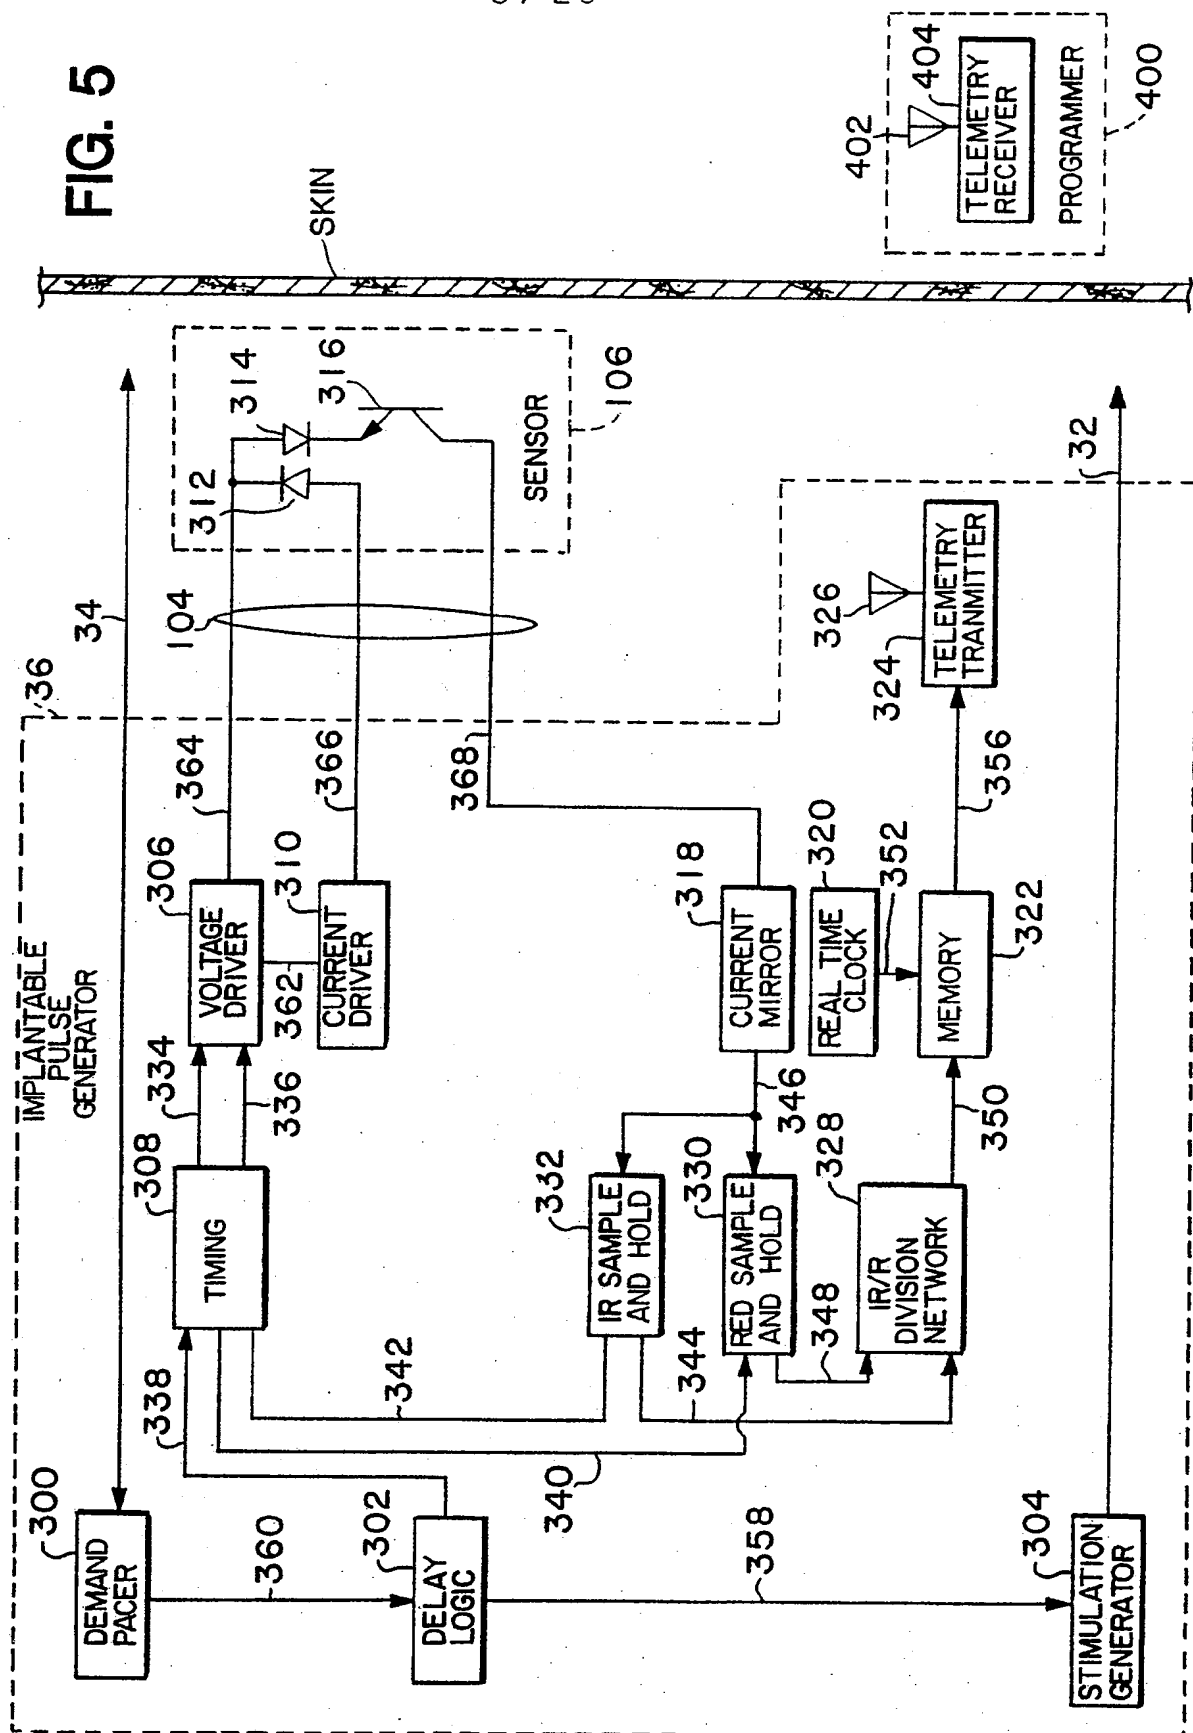 FIG. 5
IMPLANTABLE
PULSE
GENERATOR
36
34
300
DEMAND
PACER
360
302
DELAY
LOGIC
338
308
TIMING
334
336
306
VOLTAGE
DRIVER
362
310
CURRENT
DRIVER
364
366
368
104
312
314
316
SENSOR
106
SKIN
342
340
332
IR SAMPLE
AND HOLD
344
330
RED SAMPLE
AND HOLD
348
346
318
CURRENT
MIRROR
328
IR/R
DIVISION
NETWORK
350
320
REAL TIME
CLOCK
352
MEMORY
322
356
324
326
TELEMETRY
TRANMITTER
358
304
STIMULATION
GENERATOR
32
402
404
TELEMETRY
RECEIVER
PROGRAMMER
400